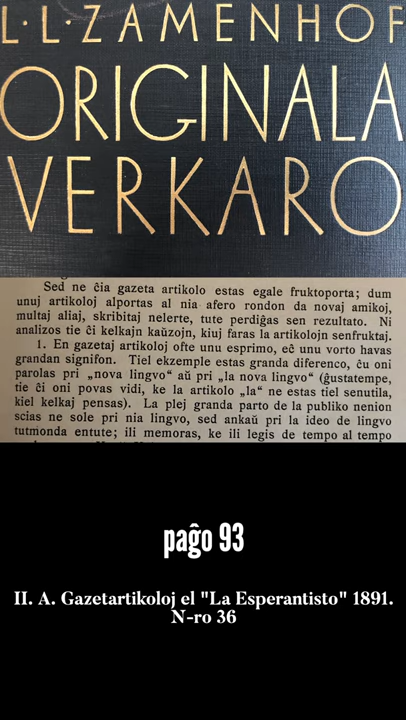 L·L·ZAMENHOF
ORIGINALA
VERKARO
Sed ne ĉia gazeta artikolo estas egale fruktoporta; dum
unuj artikoloj alportas al nia afero rondon da novaj amikoj,
multaj aliaj, skribitaj nelerte, tute perdiĝas sen rezultato. Ni
analizos tie ĉi kelkajn kaŭzojn, kiuj faras la artikolojn senfruktaj.
1. En gazetaj artikoloj ofte unu esprimo, eĉ unu vorto havas
grandan signifon. Tiel ekzemple estas granda diferenco, ĉu oni
parolas pri „nova lingvo“ aŭ pri „la nova lingvo“ (ĝustatempe,
tie ĉi oni povas vidi, ke la artikolo „la“ ne estas tiel senutila,
kiel kelkaj pensas). La plej granda parto de la publiko nenion
scias ne sole pri nia lingvo, sed ankaŭ pri la ideo de lingvo
tutmonda entute; ili memoras, ke ili legis de tempo al tempo
paĝo 93
II. A. Gazetartikoloj el "La Esperantisto" 1891.
N-ro 36